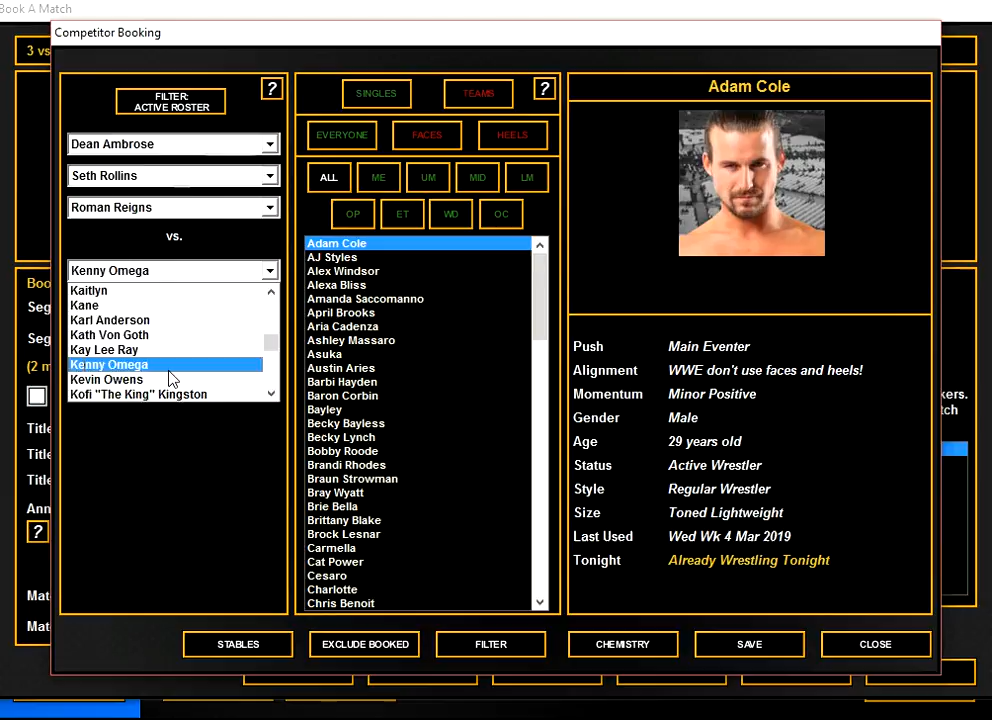 Book A Match
Competitor Booking
3 vs
FILTER:
ACTIVE ROSTER
?
Dean Ambrose
Seth Rollins
Roman Reigns
vs.
Kenny Omega
Kaitlyn
Kane
Karl Anderson
Kath Von Goth
Kay Lee Ray
Kenny Omega
Kevin Owens
Kofi "The King" Kingston
SINGLES
TEAMS
?
EVERYONE
FACES
HEELS
ALL
ME
UM
MID
LM
OP
ET
WD
OC
Adam Cole
AJ Styles
Alex Windsor
Alexa Bliss
Amanda Saccomanno
April Brooks
Aria Cadenza
Ashley Massaro
Asuka
Austin Aries
Barbi Hayden
Baron Corbin
Bayley
Becky Bayless
Becky Lynch
Bobby Roode
Brandi Rhodes
Braun Strowman
Bray Wyatt
Brie Bella
Brittany Blake
Brock Lesnar
Carmella
Cat Power
Cesaro
Charlotte
Chris Benoit
Adam Cole
Push Main Eventer
Alignment WWE don't use faces and heels!
Momentum Minor Positive
Gender Male
Age 29 years old
Status Active Wrestler
Style Regular Wrestler
Size Toned Lightweight
Last Used Wed Wk 4 Mar 2019
Tonight Already Wrestling Tonight
Boo
Seg
Seg
(2 m
Title
Title
Title
Ann
?
Mat
Mat
kers.
tch
STABLES
EXCLUDE BOOKED
FILTER
CHEMISTRY
SAVE
CLOSE